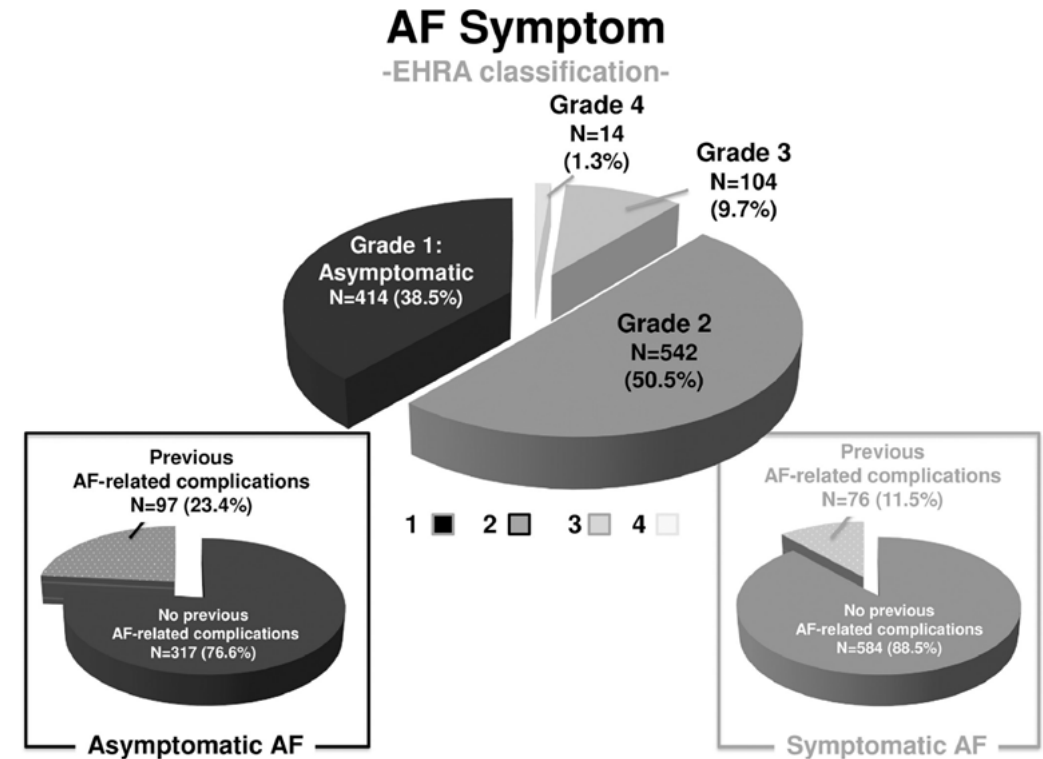 AF Symptom
-EHRA classification-
Grade 4
N=14
(1.3%)
Grade 3
N=104
(9.7%)
Grade 1:
Asymptomatic
N=414 (38.5%)
Grade 2
N=542
(50.5%)
Previous
AF-related complications
N=97 (23.4%)
No previous
AF-related complications
N=317 (76.6%)
Asymptomatic AF
1 2 3 4
Previous
AF-related complications
N=76 (11.5%)
No previous
AF-related complications
N=584 (88.5%)
Symptomatic AF